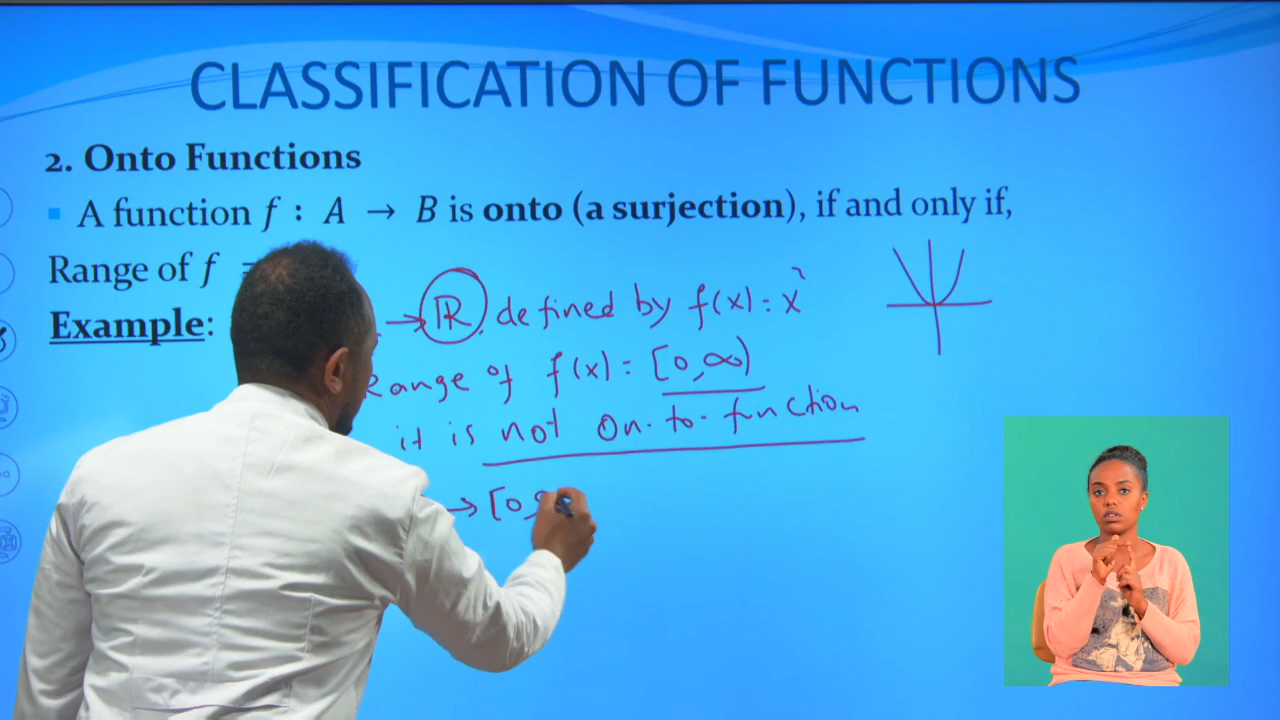 CLASSIFICATION OF FUNCTIONS
2. Onto Functions
A function f : A → B is onto (a surjection), if and only if,
Range of f
Example:
→ ℝ, defined by f(x) = x²
Range of f(x) = [0, ∞)
it is not On-to-function
→ [0,